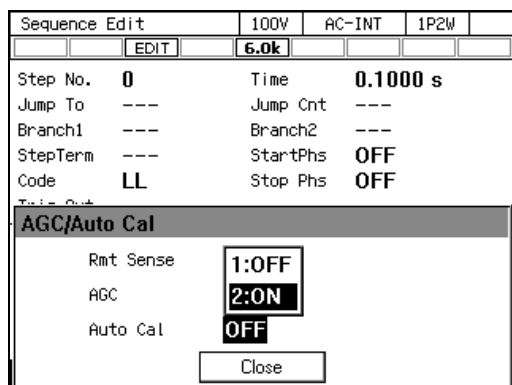 Sequence Edit 100V AC-INT 1P2W
EDIT 6.0k
Step No. 0 Time 0.1000 s
Jump To --- Jump Cnt ---
Branch1 --- Branch2 ---
StepTerm --- StartPhs OFF
Code LL Stop Phs OFF
AGC/Auto Cal
Rmt Sense 1:OFF
AGC 2:ON
Auto Cal OFF
Close